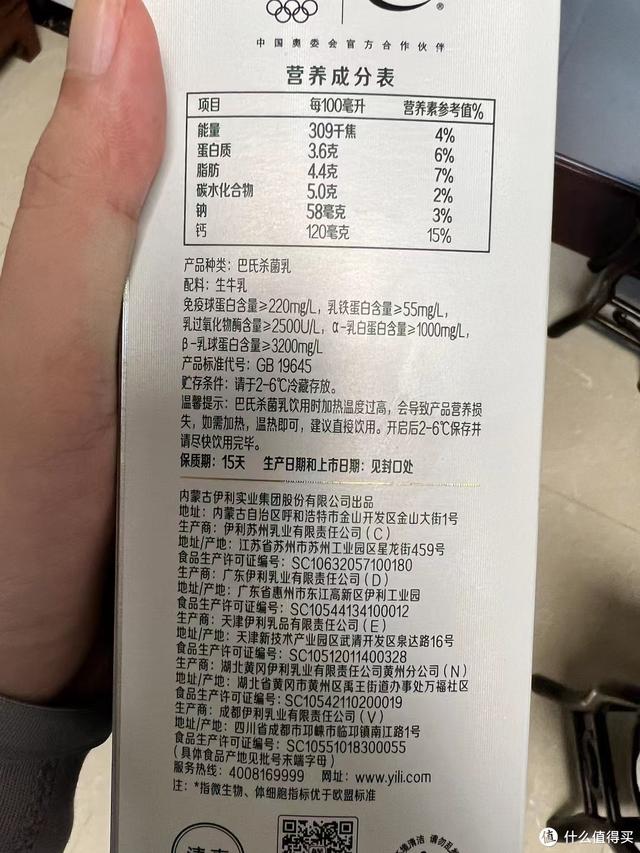 ®
中国奥委会官方合作伙伴
营养成分表
项目 每100毫升 营养素参考值%
能量 309千焦 4%
蛋白质 3.6克 6%
脂肪 4.4克 7%
碳水化合物 5.0克 2%
钠 58毫克 3%
钙 120毫克 15%
产品种类：巴氏杀菌乳
配料：生牛乳
免疫球蛋白含量≥220mg/L，乳铁蛋白含量≥55mg/L，
乳过氧化物酶含量≥2500U/L，α-乳白蛋白含量≥1000mg/L，
β-乳球蛋白含量≥3200mg/L
产品标准代号：GB 19645
贮存条件：请于2-6℃冷藏存放。
温馨提示：巴氏杀菌乳饮用时加热温度过高，会导致产品营养损
失，如需加热，温热即可，建议直接饮用。开启后2-6℃保存并
请尽快饮用完毕。
保质期：15天 生产日期和上市日期：见封口处
内蒙古伊利实业集团股份有限公司出品
地址：内蒙古自治区呼和浩特市金山开发区金山大街1号
生产商：伊利苏州乳业有限责任公司(C)
地址/产地：江苏省苏州市苏州工业园区星龙街459号
食品生产许可证编号：SC10632057100180
生产商：广东伊利乳业有限责任公司(D)
地址/产地：广东省惠州市东江高新区伊利工业园
食品生产许可证编号：SC10544134100012
生产商：天津伊利乳品有限责任公司(E)
地址/产地：天津新技术产业园区武清开发区泉达路16号
食品生产许可证编号：SC10512011400328
生产商：湖北黄冈伊利乳业有限责任公司黄州分公司(N)
地址/产地：湖北省黄冈市黄州区禹王街道办事处万福社区
食品生产许可证编号：SC10542110200019
生产商：成都伊利乳业有限责任公司(V)
地址/产地：四川省成都市邛崃市临邛镇南江路1号
食品生产许可证编号：SC10551018300055
(具体食品产地见批号末端字母)
服务热线：4008169999 网址：www.yili.com
注：*指微生物、体细胞指标优于欧盟标准
清真
值 什么值得买